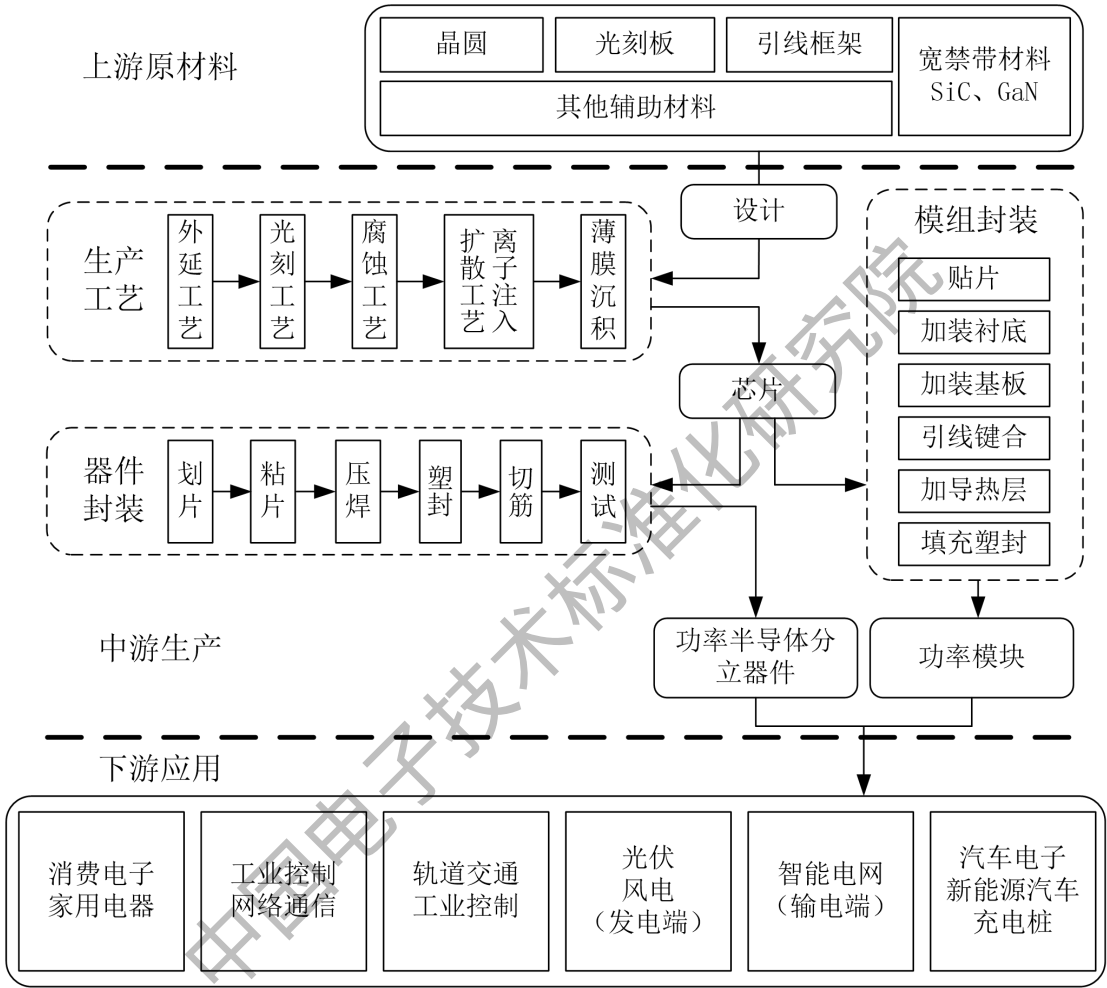 上游原材料
晶圆
光刻板
引线框架
其他辅助材料
宽禁带材料
SiC、GaN
设计
生产
工艺
外延工艺
光刻工艺
腐蚀工艺
扩散工艺
离子注入
薄膜沉积
芯片
器件
封装
划片
粘片
压焊
塑封
切筋
测试
模组封装
贴片
加装衬底
加装基板
引线键合
加导热层
填充塑封
中游生产
功率半导体分
立器件
功率模块
下游应用
消费电子
家用电器
工业控制
网络通信
轨道交通
工业控制
光伏
风电
（发电端）
智能电网
（输电端）
汽车电子
新能源汽车
充电桩
中国电子技术标准化研究院